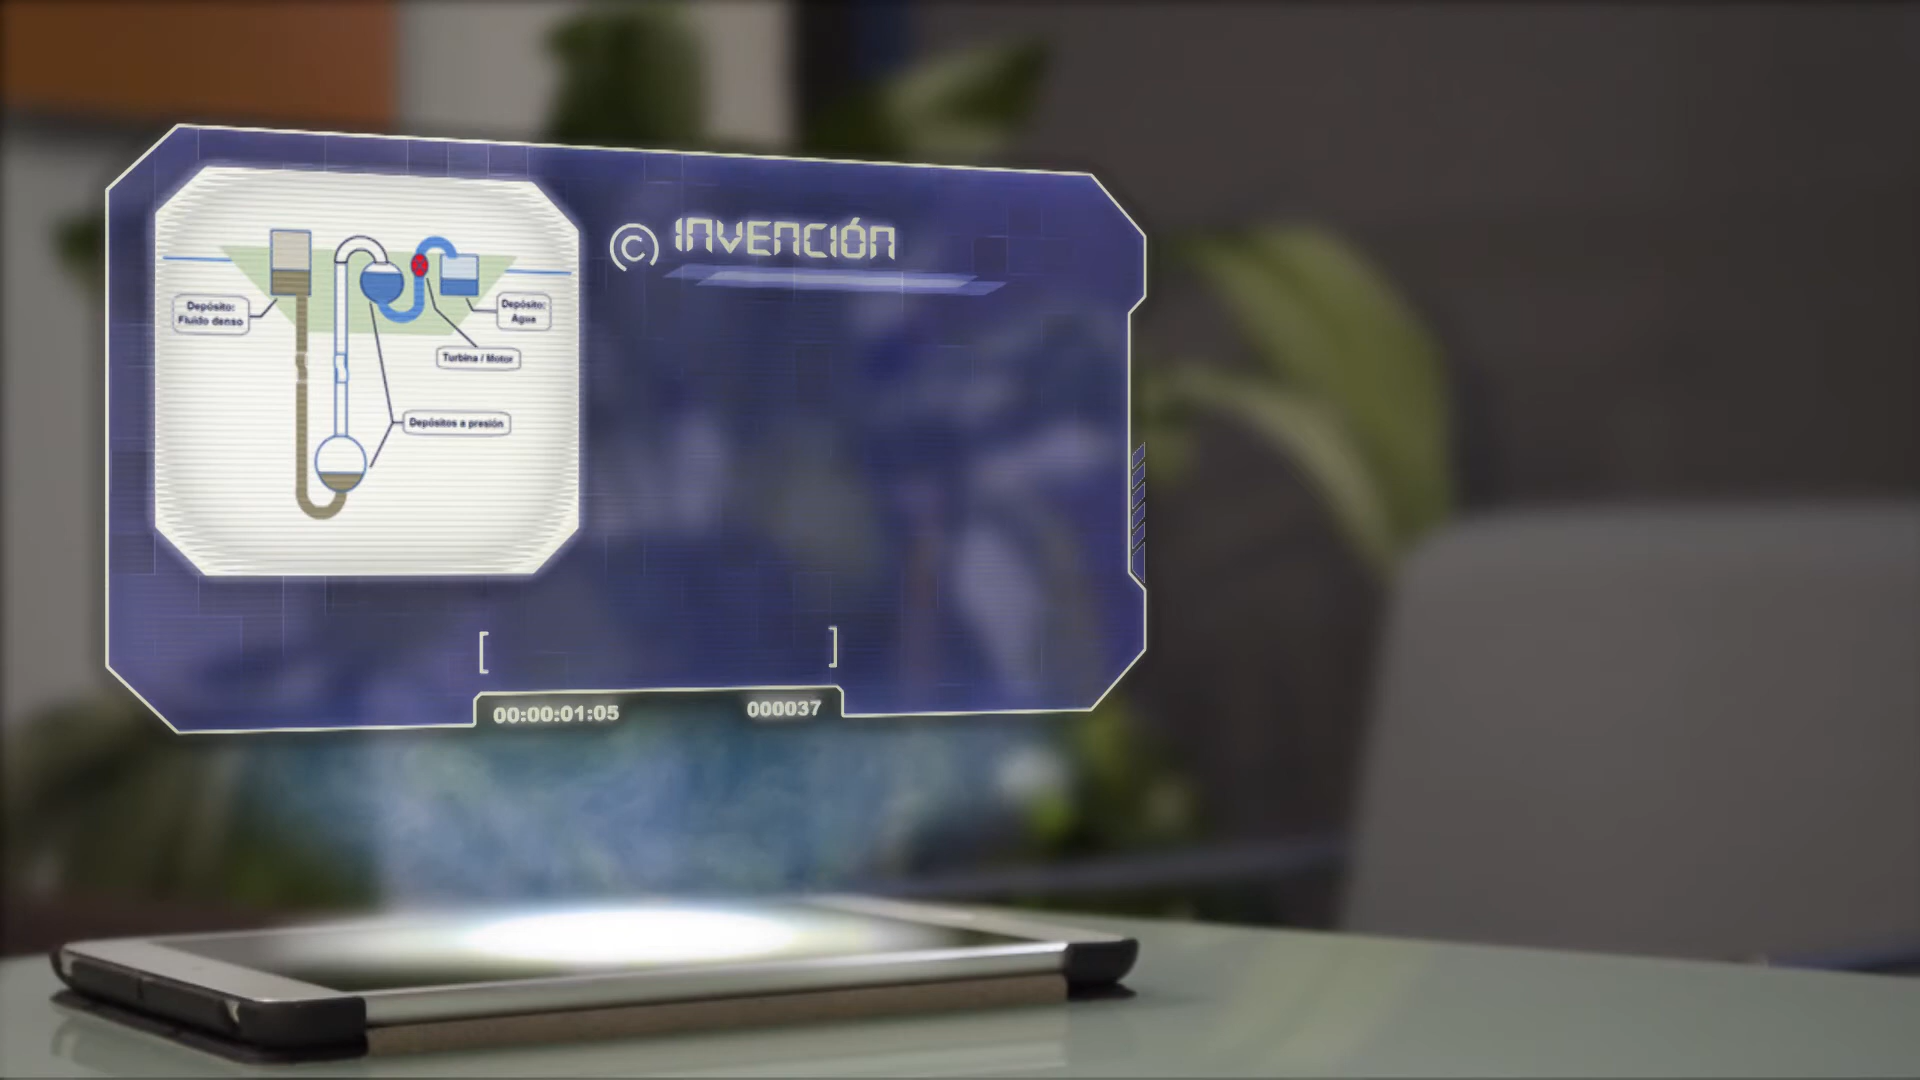 © INVENCIÓN
Depósito:
Fluido denso
Depósito:
Agua
Turbina / Motor
Depósitos a presión
[ ]
00:00:01:05 000037